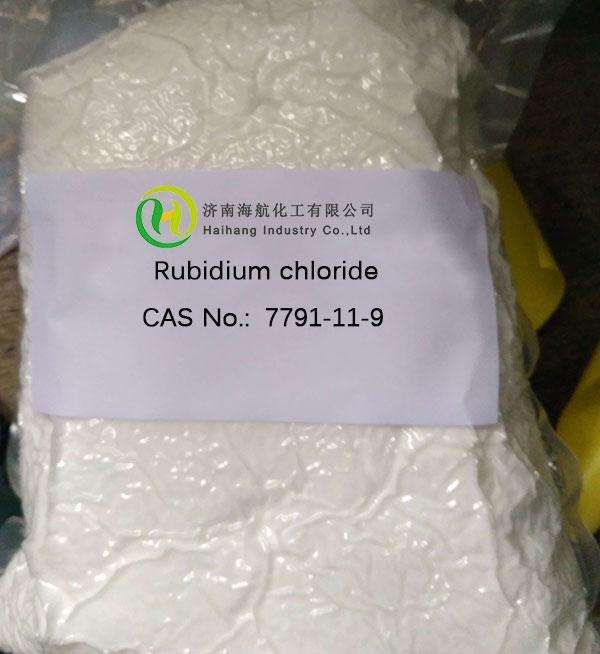 济南海航化工有限公司
Haihang Industry Co.,Ltd
Rubidium chloride
CAS No.: 7791-11-9